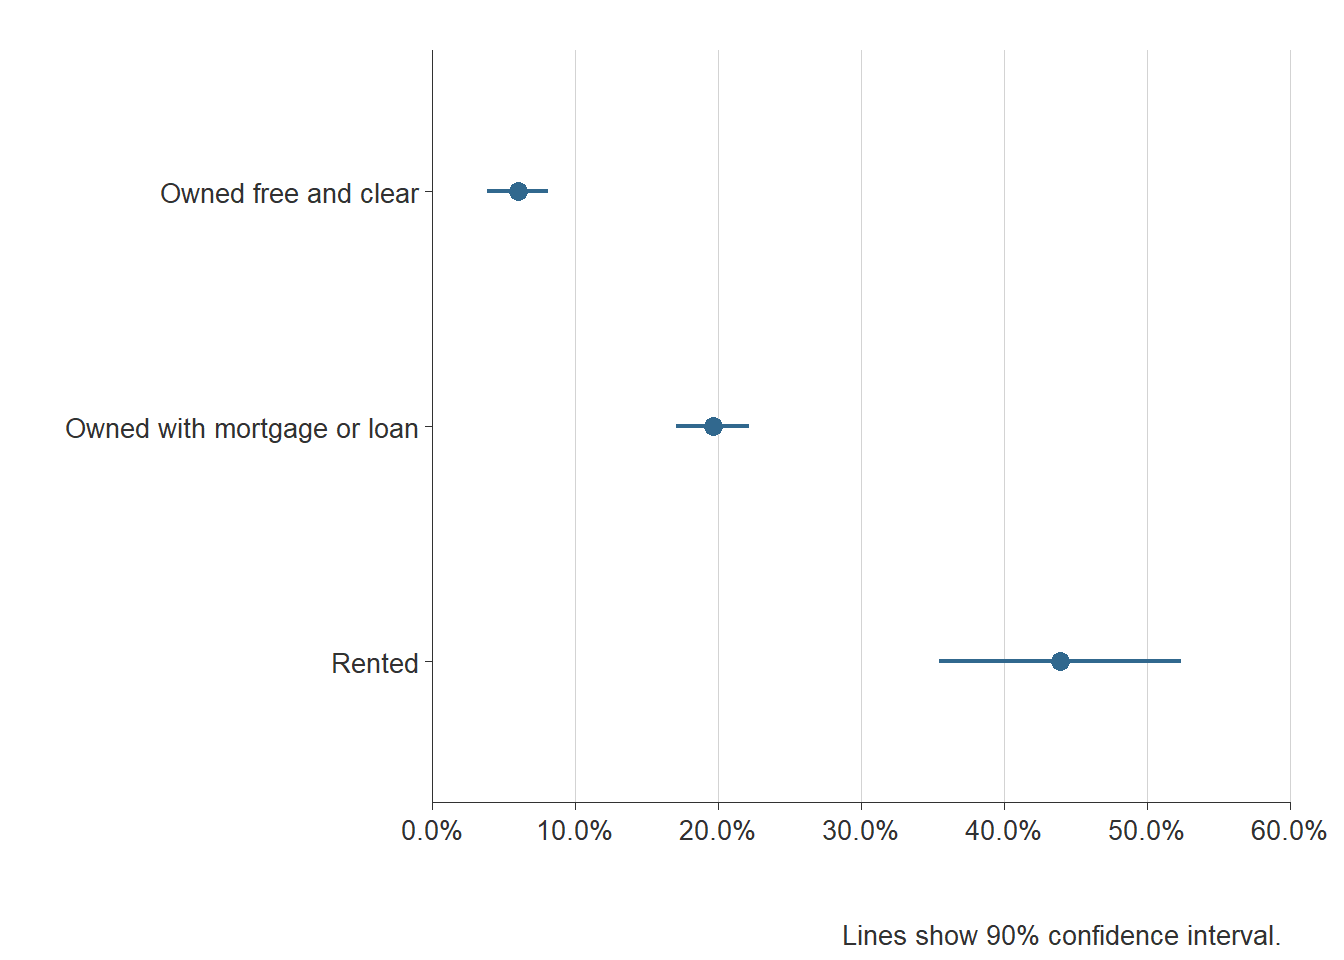 Owned free and clear
Owned with mortgage or loan
Rented
0.0% 10.0% 20.0% 30.0% 40.0% 50.0% 60.0%
Lines show 90% confidence interval.